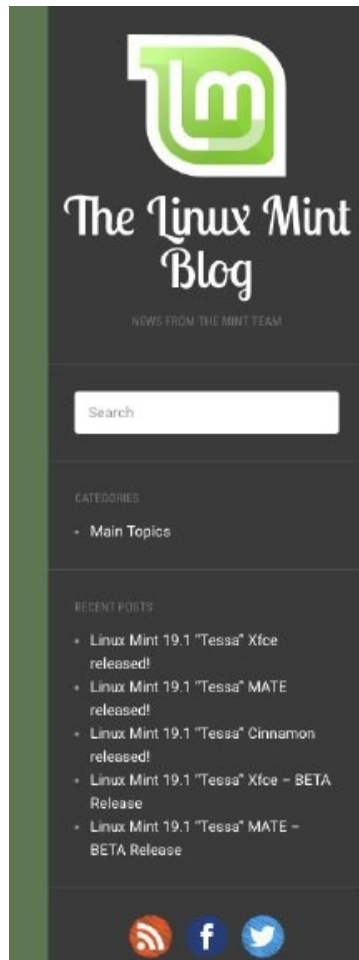 lm
The Linux Mint
Blog
NEWS FROM THE MINT TEAM
Search
CATEGORIES
Main Topics
RECENT POSTS
Linux Mint 19.1 "Tessa" Xfce
released!
Linux Mint 19.1 "Tessa" MATE
released!
Linux Mint 19.1 "Tessa" Cinnamon
released!
Linux Mint 19.1 "Tessa" Xfce – BETA
Release
Linux Mint 19.1 "Tessa" MATE –
BETA Release
f